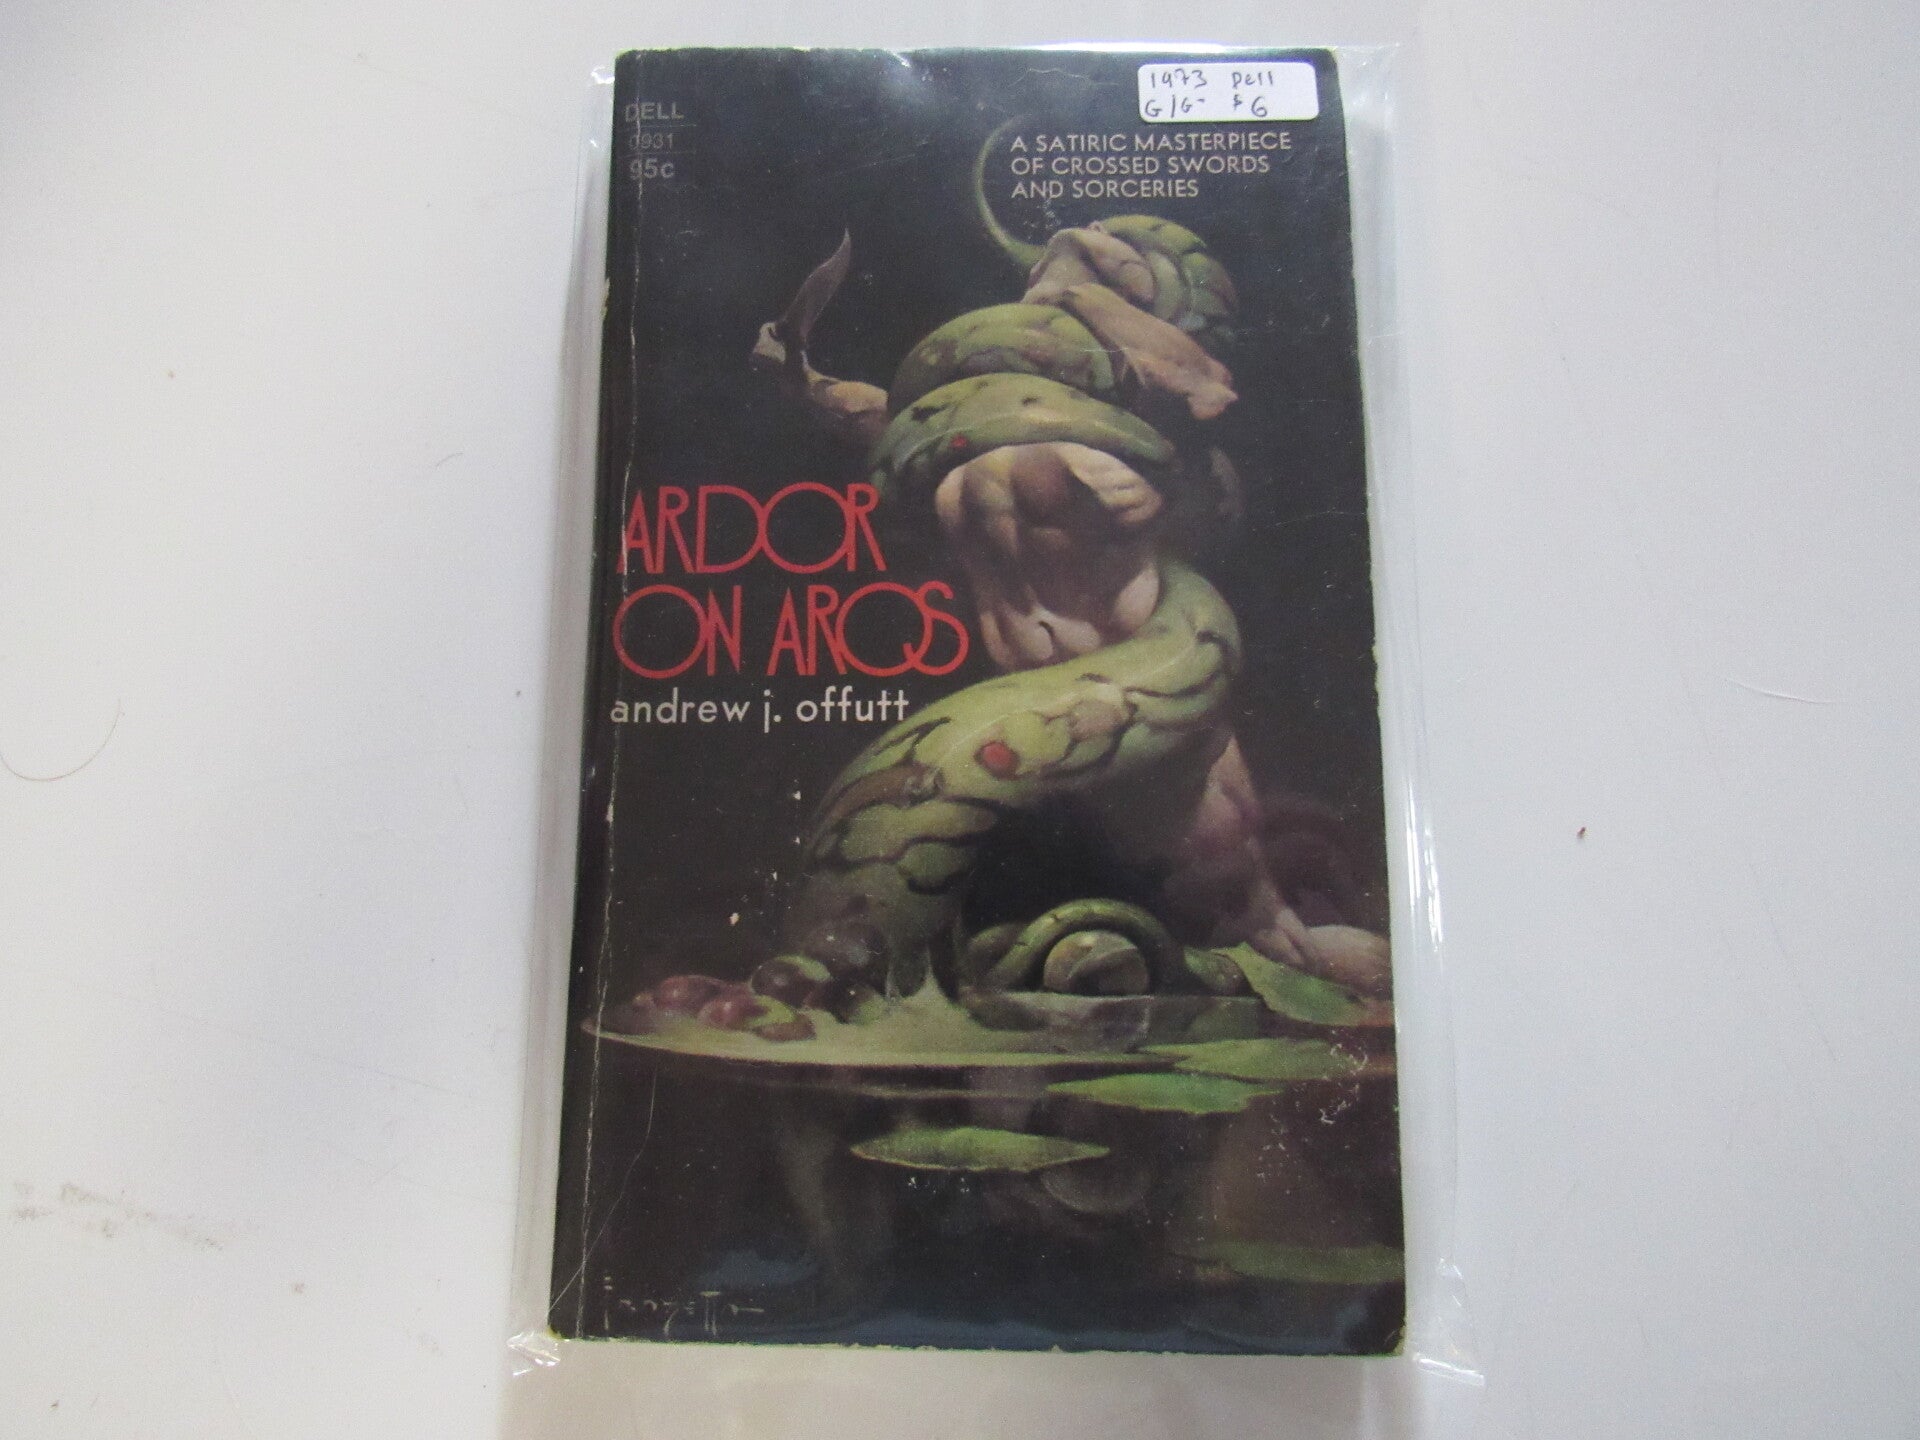 1973 Dell
G/G- $6
DELL
0931
95c
A SATIRIC MASTERPIECE
OF CROSSED SWORDS
AND SORCERIES
ARDOR
ON AROS
andrew j. offutt
Frazetta